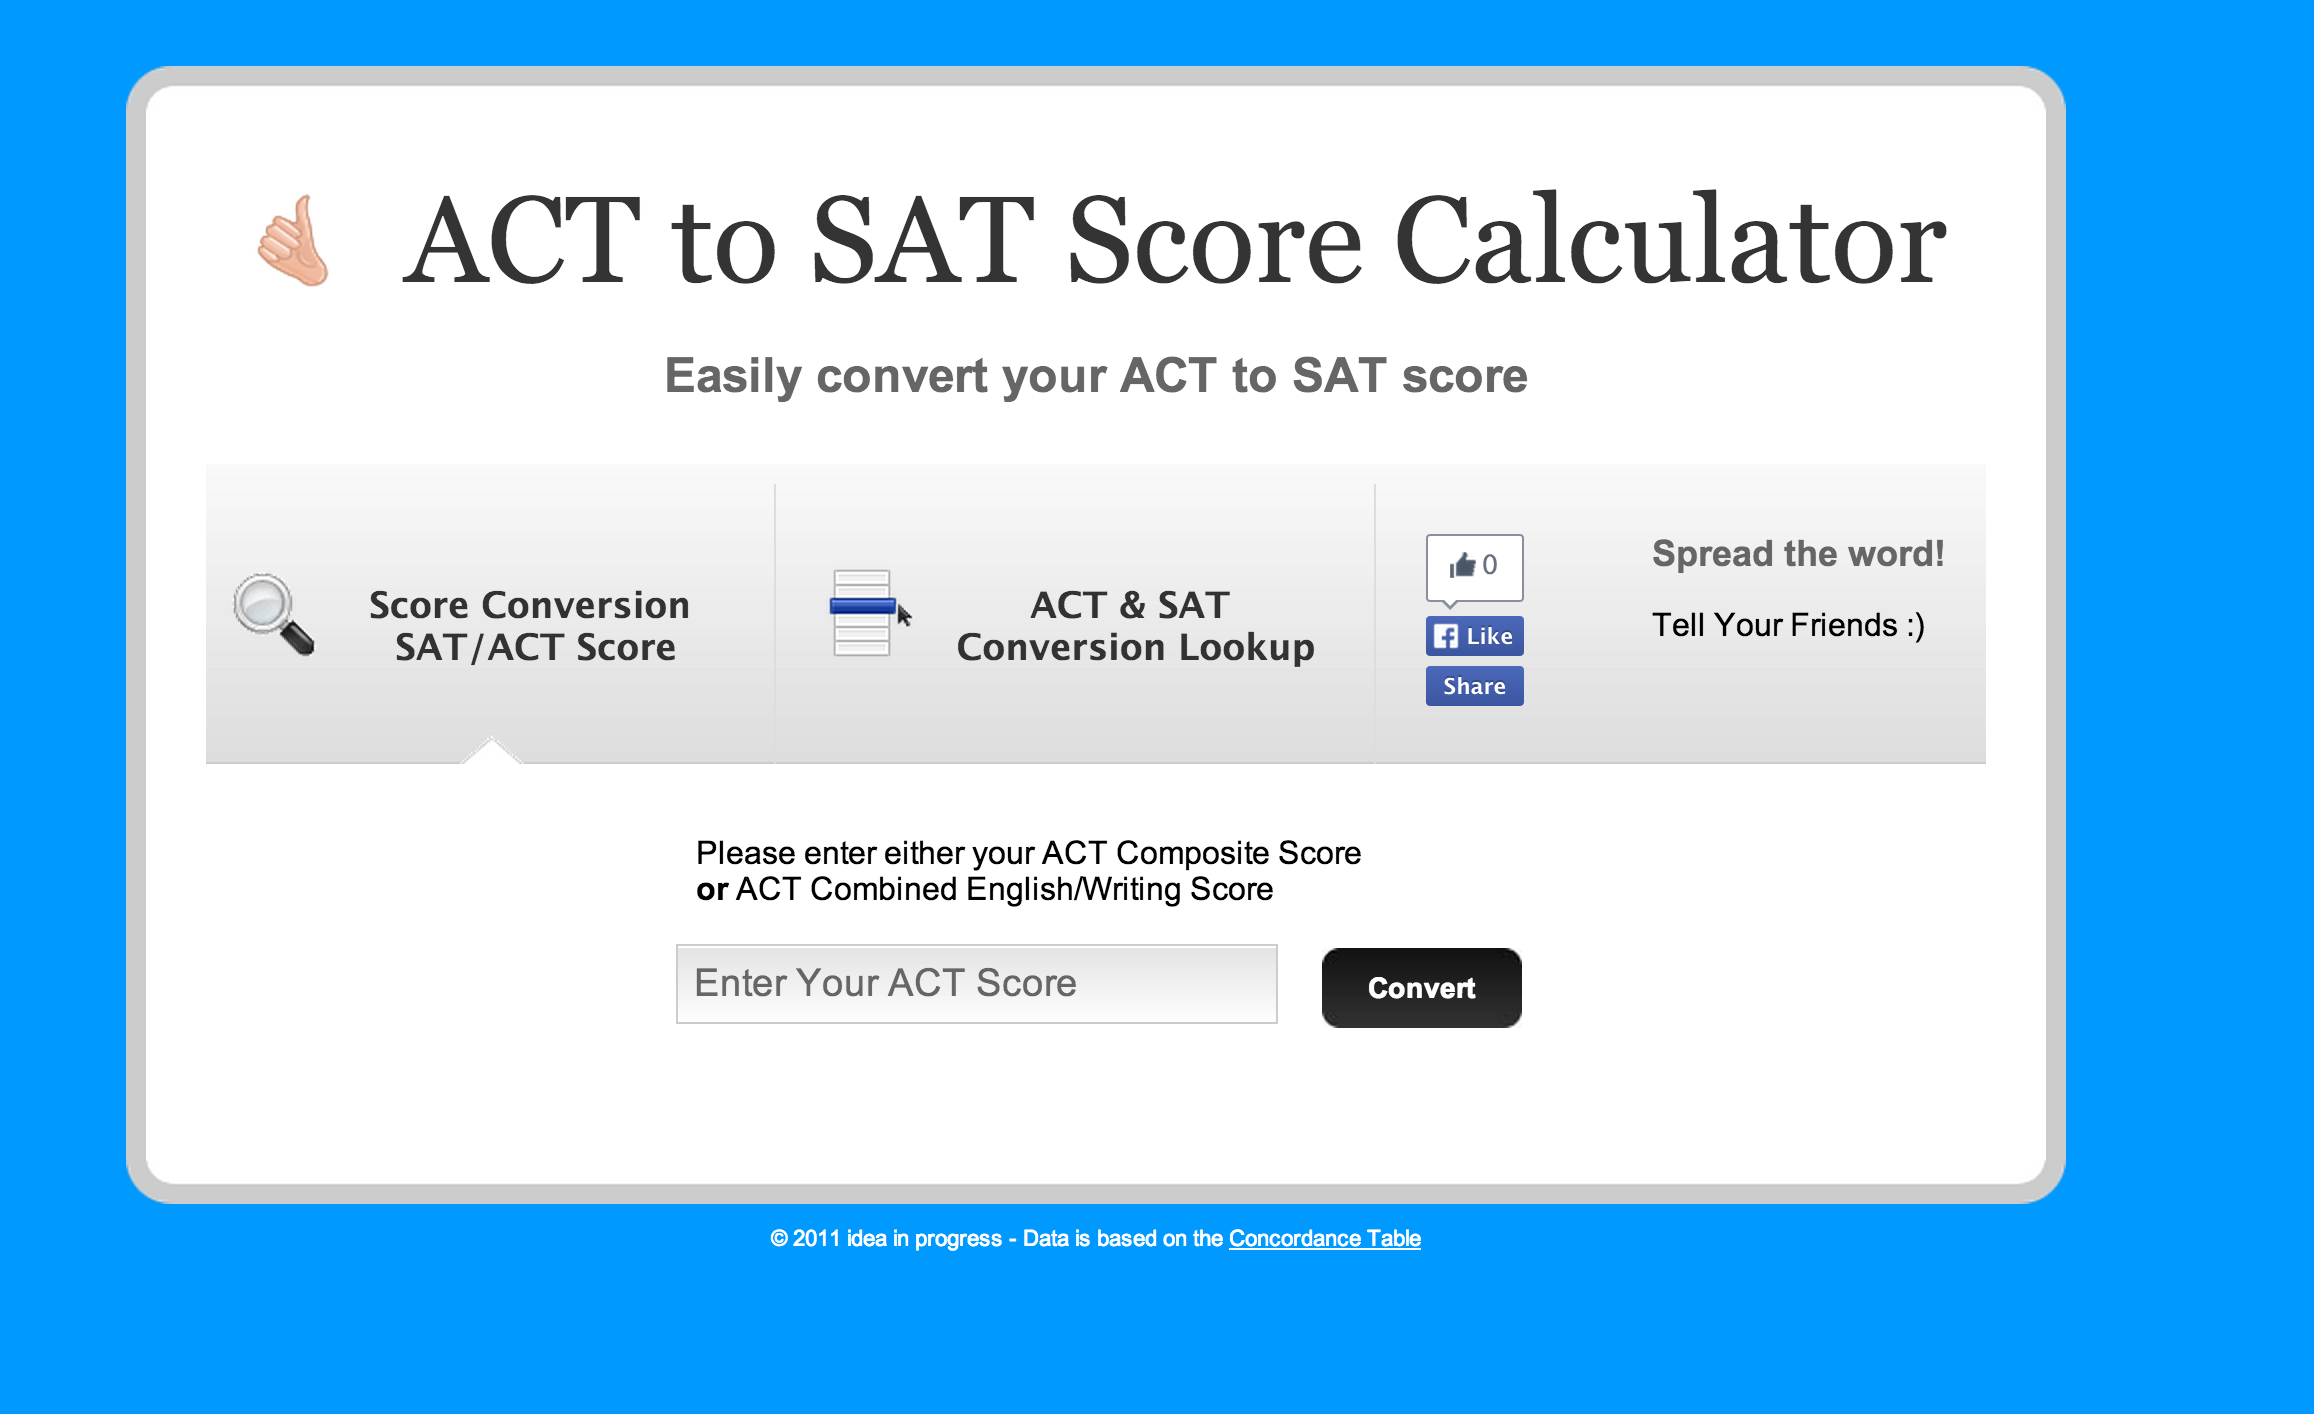 ACT to SAT Score Calculator
Easily convert your ACT to SAT score
Score Conversion
SAT/ACT Score
ACT & SAT
Conversion Lookup
0
Like
Share
Spread the word!
Tell Your Friends :)
Please enter either your ACT Composite Score
or ACT Combined English/Writing Score
Enter Your ACT Score
Convert
© 2011 idea in progress - Data is based on the Concordance Table